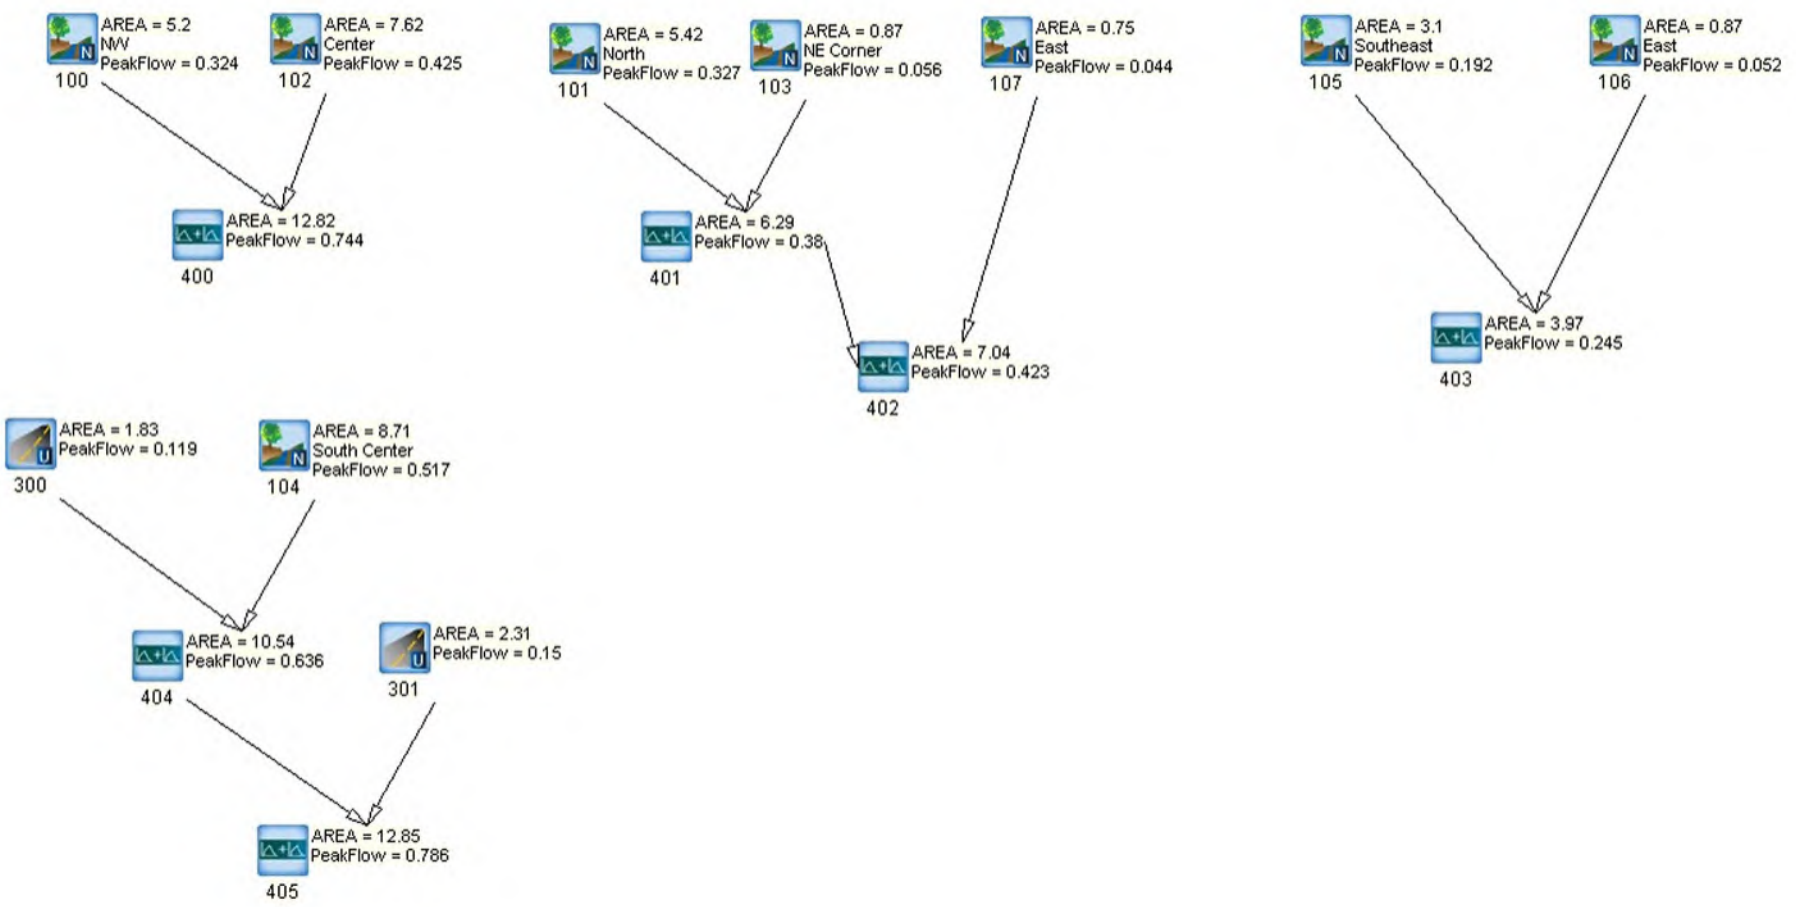 AREA = 5.2
NW
N
PeakFlow = 0.324
100
AREA = 7.62
Center
N
PeakFlow = 0.425
102
AREA = 5.42
North
N
PeakFlow = 0.327
101
AREA = 0.87
NE Corner
N
PeakFlow = 0.056
103
AREA = 0.75
East
N
PeakFlow = 0.044
107
AREA = 3.1
Southeast
N
PeakFlow = 0.192
105
AREA = 0.87
East
N
PeakFlow = 0.052
106
AREA = 12.82
PeakFlow = 0.744
400
AREA = 6.29
PeakFlow = 0.38
401
AREA = 7.04
PeakFlow = 0.423
402
AREA = 3.97
PeakFlow = 0.245
403
AREA = 1.83
PeakFlow = 0.119
U
300
AREA = 8.71
South Center
N
PeakFlow = 0.517
104
AREA = 10.54
PeakFlow = 0.636
404
AREA = 2.31
PeakFlow = 0.15
U
301
AREA = 12.85
PeakFlow = 0.786
405